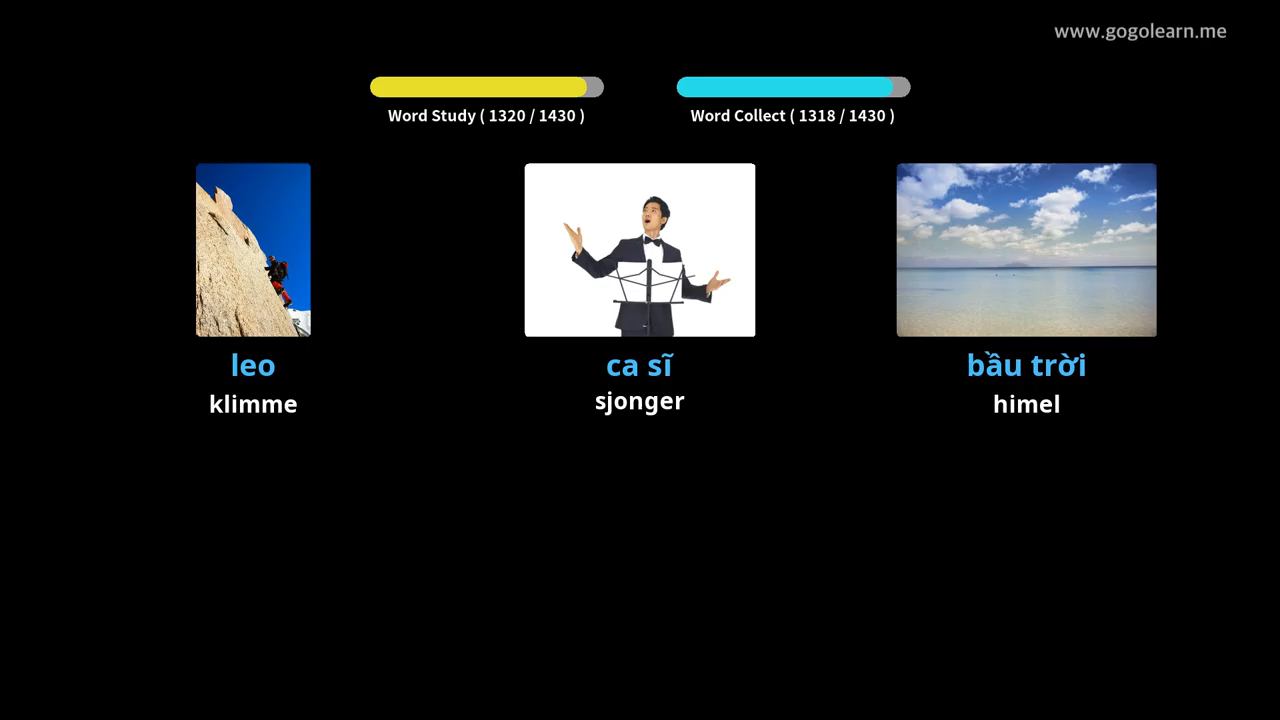 www.gogolearn.me
Word Study ( 1320 / 1430 )
Word Collect ( 1318 / 1430 )
leo
klimme
ca sĩ
sjonger
bầu trời
himel